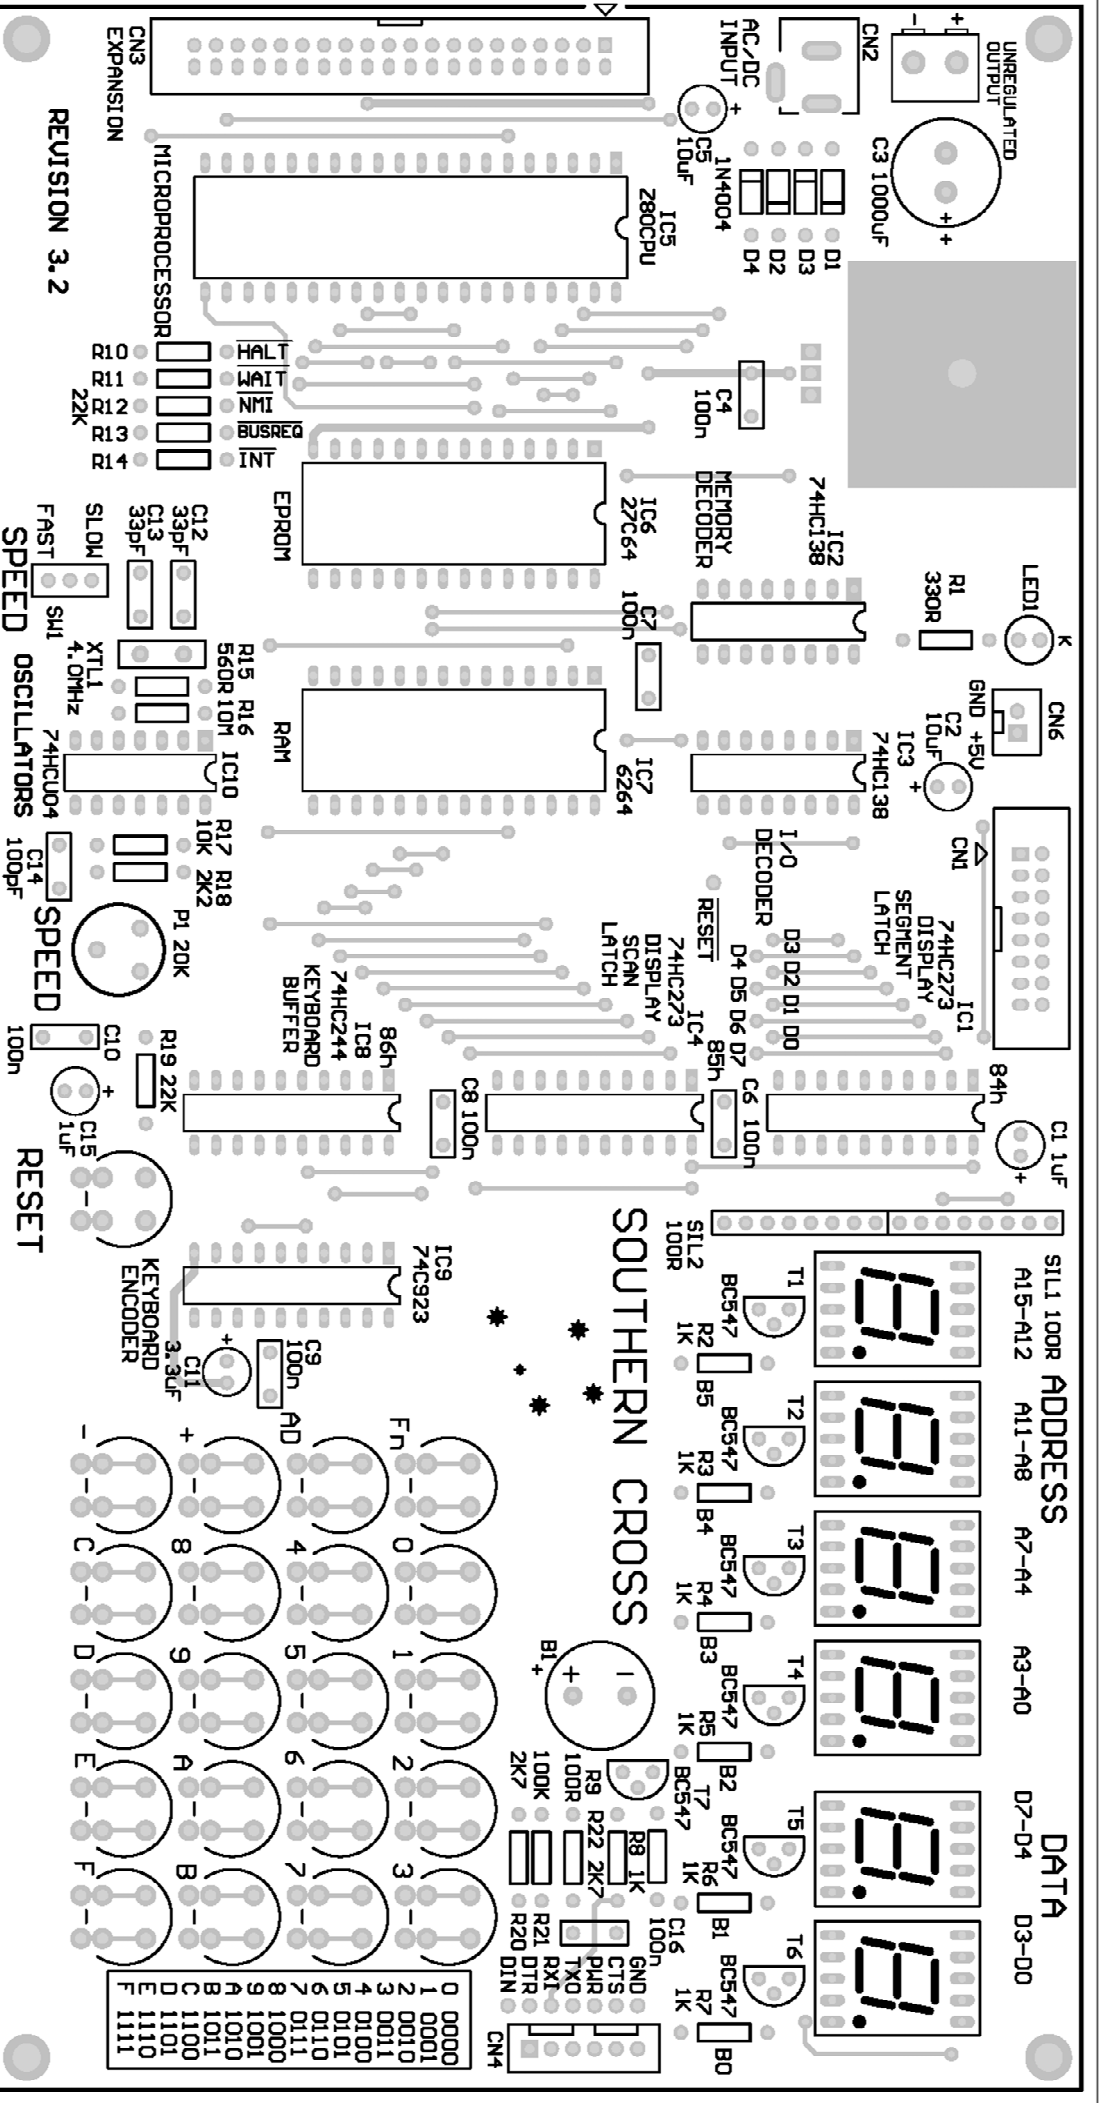 CN3
EXPANSION
AC/DC
INPUT
CN2
- +
UNREGULATED
OUTPUT
REVISION 3.2
MICROPROCESSOR
IC5
Z80CPU
C5
10uF
+
1N4004
D4
D2
D3
D1
C3 1000uF
+
+
R10
HALT
R11
WAIT
R12
NMI
22K
R13
BUSREQ
R14
INT
C4
100n
EPROM
IC6
27C64
MEMORY
DECODER
IC2
74HC138
FAST
SLOW
SPEED
SW1
C13
33pF
C12
33pF
C7
100n
R1
330R
LED1
K
XTL1
4.0MHz
R15
560R
R16
10M
OSCILLATORS
74HCU04
IC10
RAM
IC7
6264
IC3
74HC138
C2
10uF
+
GND +5V
CN6
C14
100pF
R17
10K
R18
2K2
SPEED
P1 20K
I/O
DECODER
RESET
CN1
D3 D2 D1 D0
D4 D5 D6 D7
IC1
74HC273
DISPLAY
SEGMENT
LATCH
84h
IC4
74HC273
DISPLAY
SCAN
LATCH
85h
IC8
74HC244
KEYBOARD
BUFFER
86h
C10
100n
R19 22K
C15
1uF
+
RESET
C8 100n
C6 100n
C1 1uF
+
KEYBOARD
ENCODER
IC9
74C923
C11
3.3uF
+
C9
100n
SOUTHERN CROSS
SIL2
100R
SIL1 100R
ADDRESS
A15-A12
A11-A8
A7-A4
A3-A0
DATA
D7-D4
D3-D0
T1
BC547
R2
1K
B5
T2
BC547
R3
1K
B4
T3
BC547
R4
1K
B3
T4
BC547
R5
1K
B2
T5
BC547
R6
1K
B1
T6
BC547
R7
1K
B0
B1
+
+ -
T7
BC547
Fn 0 1 2 3
AD 4 5 6 7
+ 8 9 A B
- C D E F
2K7
100K
R9
100R
R22 2K7
R8 1K
R20
R21
C16
100n
DIN
DTR
RXI
TXO
PWR
CTS
GND
CN4
0 0000
1 0001
2 0010
3 0011
4 0100
5 0101
6 0110
7 0111
8 1000
9 1001
A 1010
B 1011
C 1100
D 1101
E 1110
F 1111